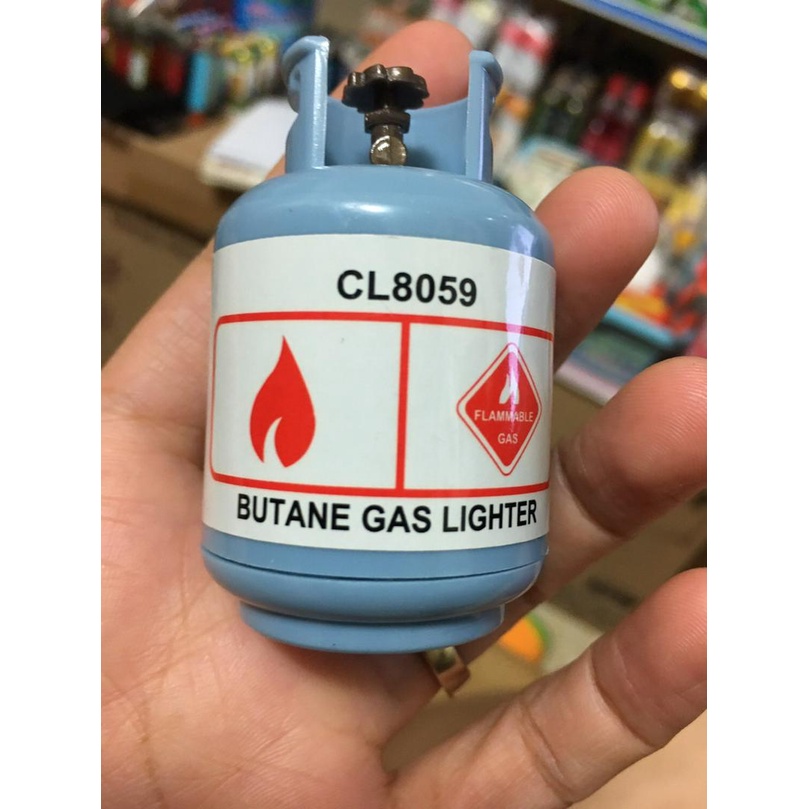 CL8059
FLAMMABLE
GAS
BUTANE GAS LIGHTER